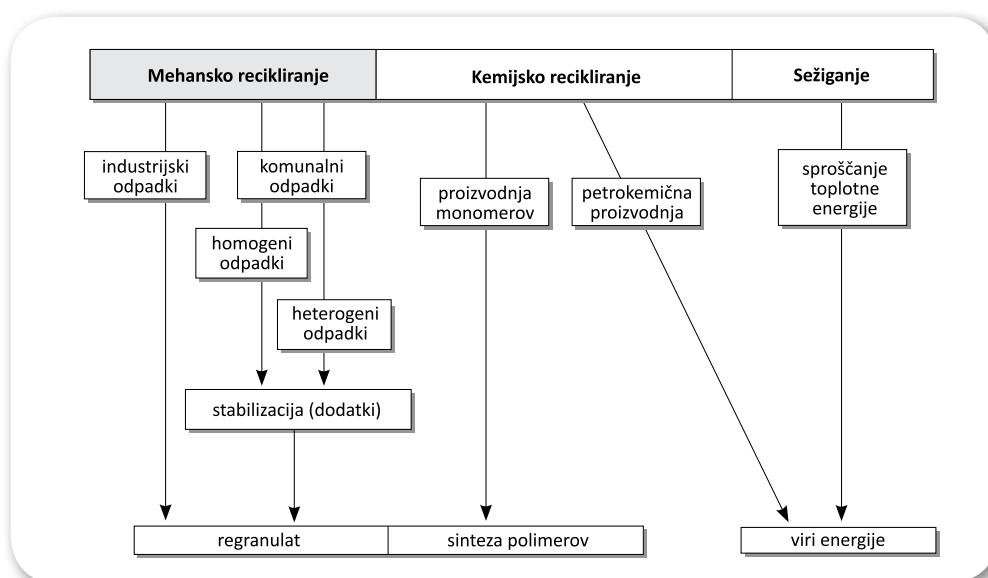 Mehansko recikliranje
Kemijsko recikliranje
Sežiganje
industrijski
odpadki
komunalni
odpadki
proizvodnja
monomerov
petrokemična
proizvodnja
sproščanje
toplotne
energije
homogeni
odpadki
heterogeni
odpadki
stabilizacija (dodatki)
regranulat
sinteza polimerov
viri energije